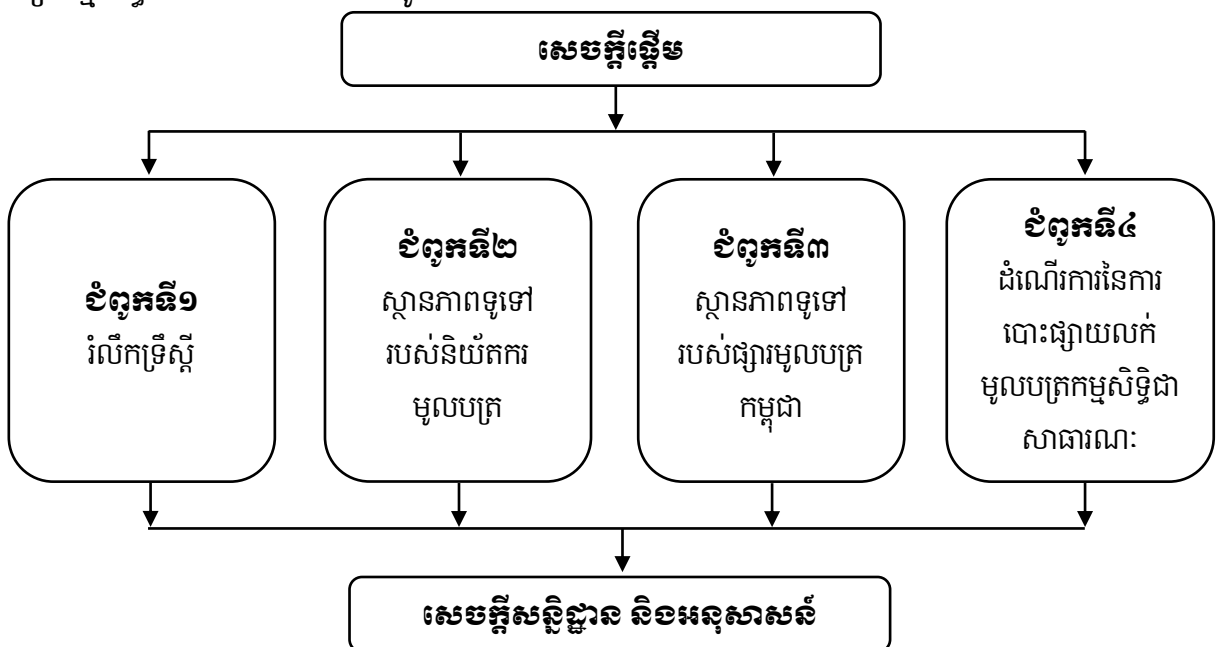 សេចក្តីផ្តើម
ជំពូកទី១
រំលឹកទ្រឹស្តី
ជំពូកទី២
ស្ថានភាពទូទៅ
របស់និយ័តករ
មូលបត្រ
ជំពូកទី៣
ស្ថានភាពទូទៅ
របស់ផ្សារមូលបត្រ
កម្ពុជា
ជំពូកទី៤
ដំណើរការនៃការ
បោះផ្សាយលក់
មូលបត្រកម្មសិទ្ធិជា
សាធារណៈ
សេចក្តីសន្និដ្ឋាន និងអនុសាសន៍